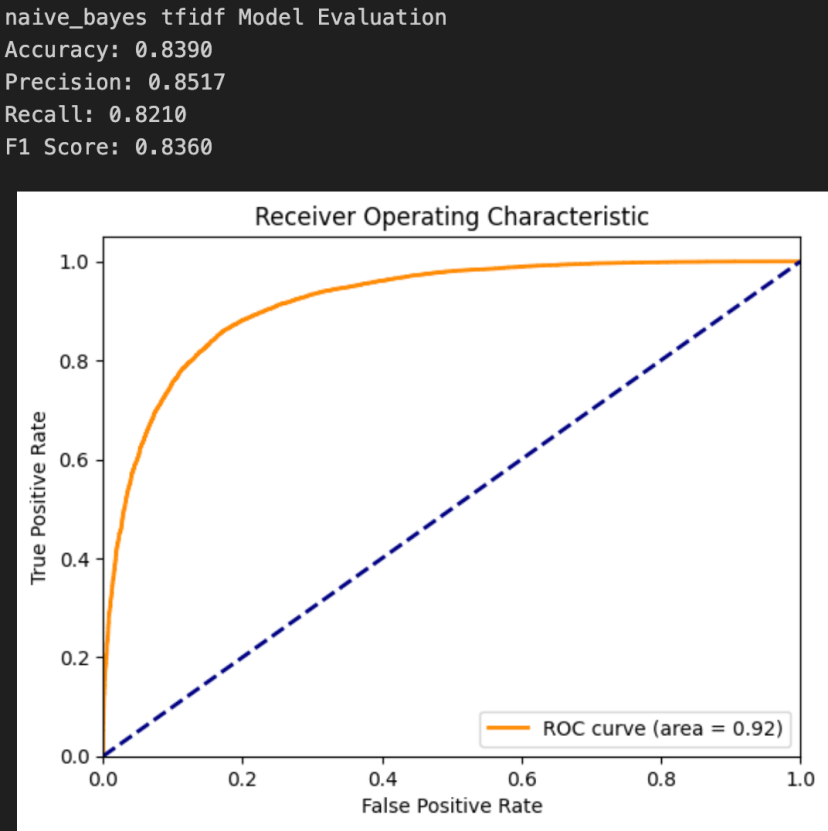 naive_bayes tfidf Model Evaluation
Accuracy: 0.8390
Precision: 0.8517
Recall: 0.8210
F1 Score: 0.8360
Receiver Operating Characteristic
1.0
0.8
0.6
0.4
0.2
0.0
True Positive Rate
ROC curve (area = 0.92)
0.0 0.2 0.4 0.6 0.8 1.0
False Positive Rate